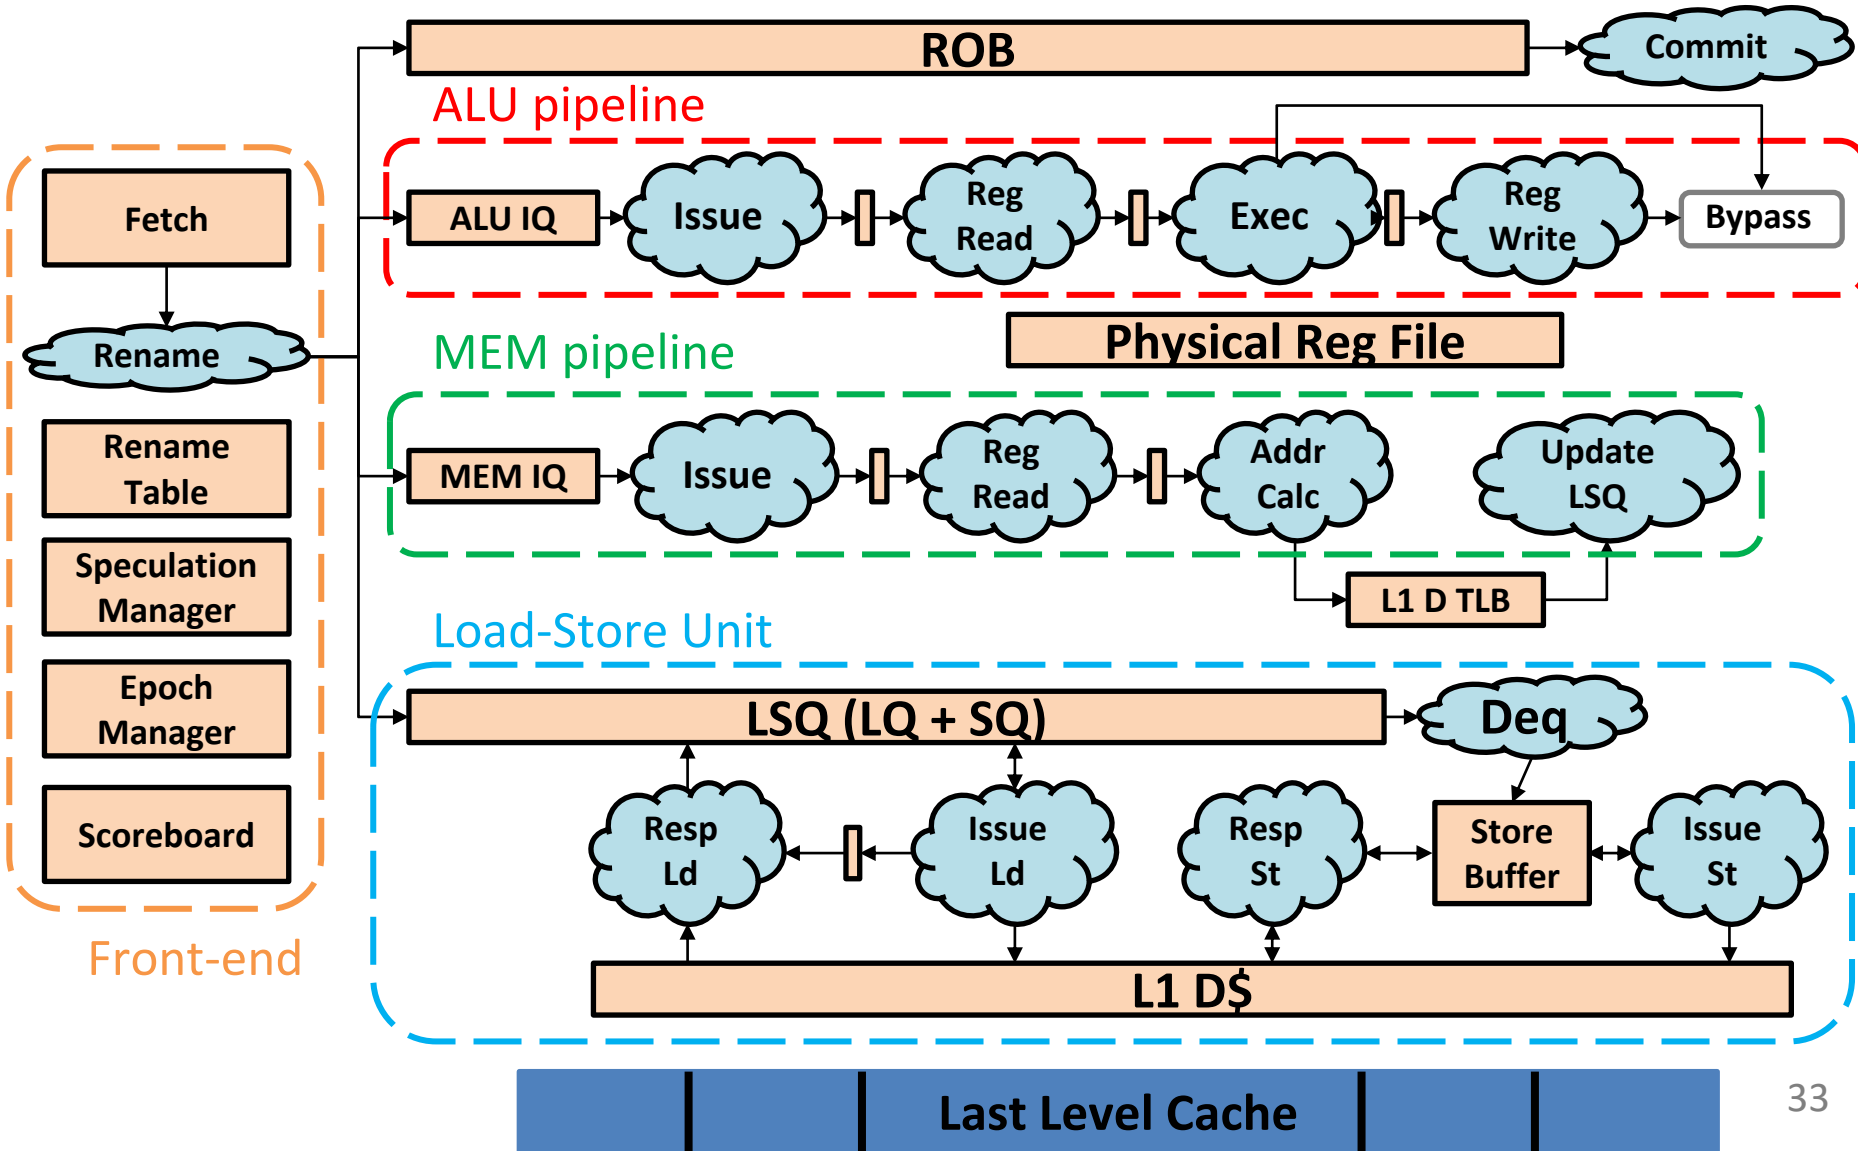 ROB
Commit
ALU pipeline
Fetch
ALU IQ
Issue
Reg
Read
Exec
Reg
Write
Bypass
Rename
MEM pipeline
Physical Reg File
Rename
Table
MEM IQ
Issue
Reg
Read
Addr
Calc
Update
LSQ
Speculation
Manager
L1 D TLB
Load-Store Unit
Epoch
Manager
LSQ (LQ + SQ)
Deq
Scoreboard
Resp
Ld
Issue
Ld
Resp
St
Store
Buffer
Issue
St
Front-end
L1 D$
Last Level Cache
33